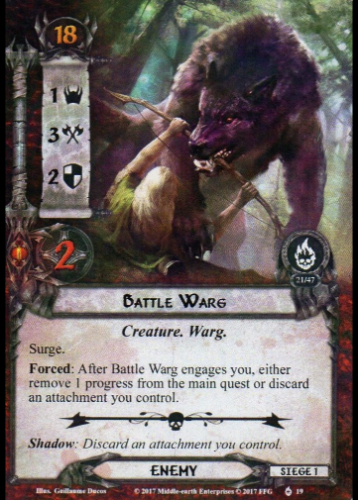 18
1
3
2
2
21/47
Battle Warg
Creature. Warg.
Surge.
Forced: After Battle Warg engages you, either
remove 1 progress from the main quest or discard
an attachment you control.
Shadow: Discard an attachment you control.
ENEMY
SIEGE 1
Illus. Guillaume Ducos
© 2017 Middle-earth Enterprises © 2017 FFG
19